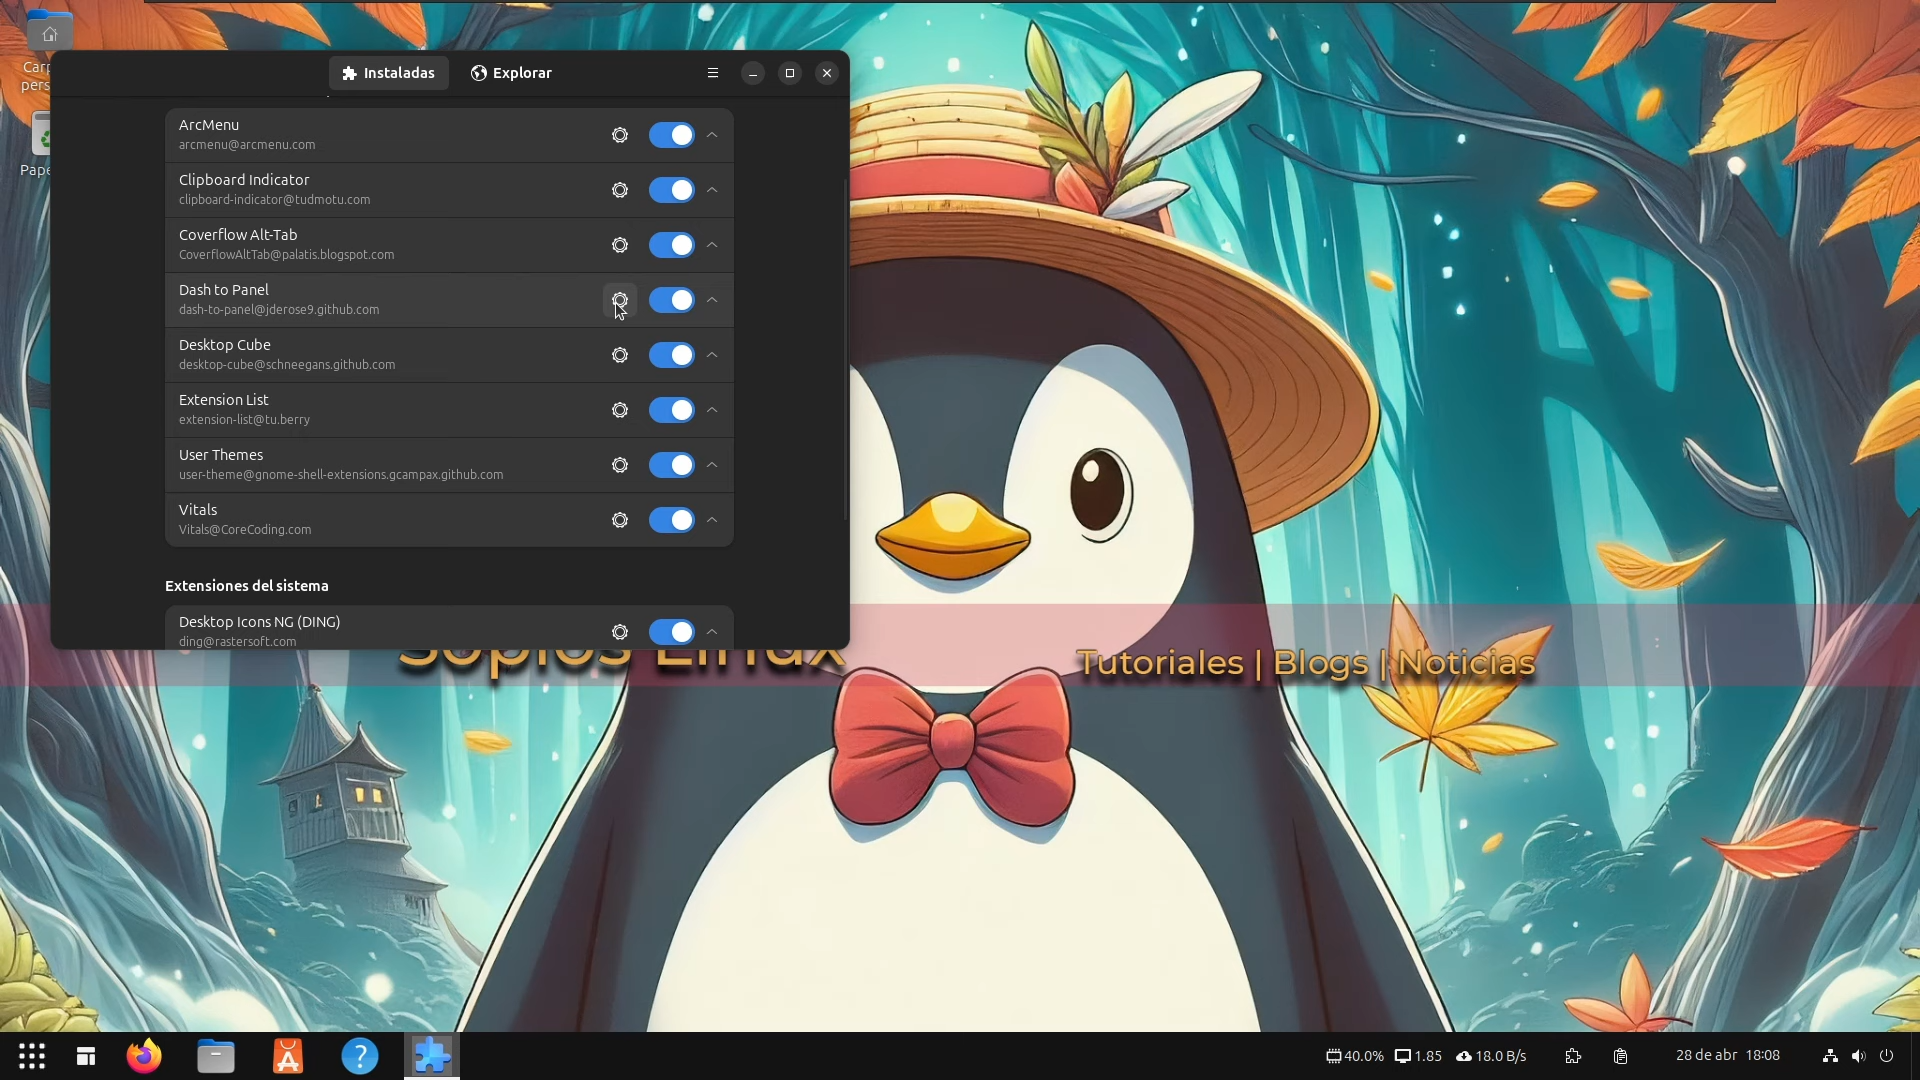 Carp
pers
Pape
Instaladas
Explorar
ArcMenu
arcmenu@arcmenu.com
Clipboard Indicator
clipboard-indicator@tudmotu.com
Coverflow Alt-Tab
CoverflowAltTab@palatis.blogspot.com
Dash to Panel
dash-to-panel@jderose9.github.com
Desktop Cube
desktop-cube@schneegans.github.com
Extension List
extension-list@tu.berry
User Themes
user-theme@gnome-shell-extensions.gcampax.github.com
Vitals
Vitals@CoreCoding.com
Extensiones del sistema
Desktop Icons NG (DING)
ding@rastersoft.com
Sopios Linux
Tutoriales | Blogs | Noticias
40.0% 1.85 18.0 B/s
28 de abr 18:08